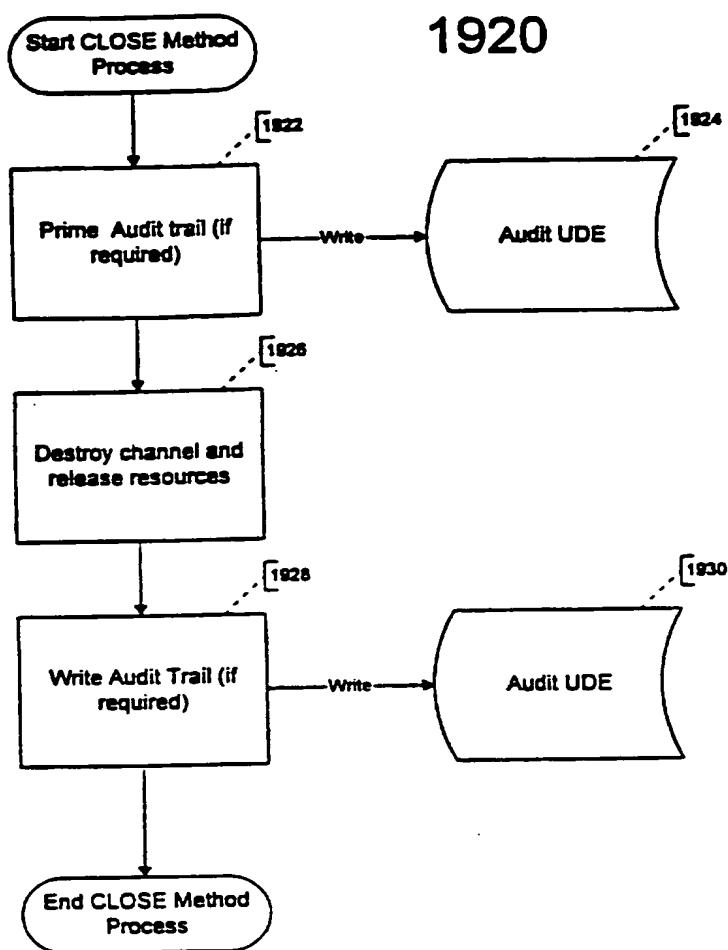 1920
Start CLOSE Method
Process
1922
1924
Prime Audit trail (if
required)
Write
Audit UDE
1926
Destroy channel and
release resources
1928
1930
Write Audit Trail (if
required)
Write
Audit UDE
End CLOSE Method
Process